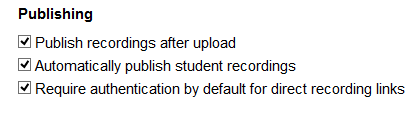 Publishing
Publish recordings after upload
Automatically publish student recordings
Require authentication by default for direct recording links